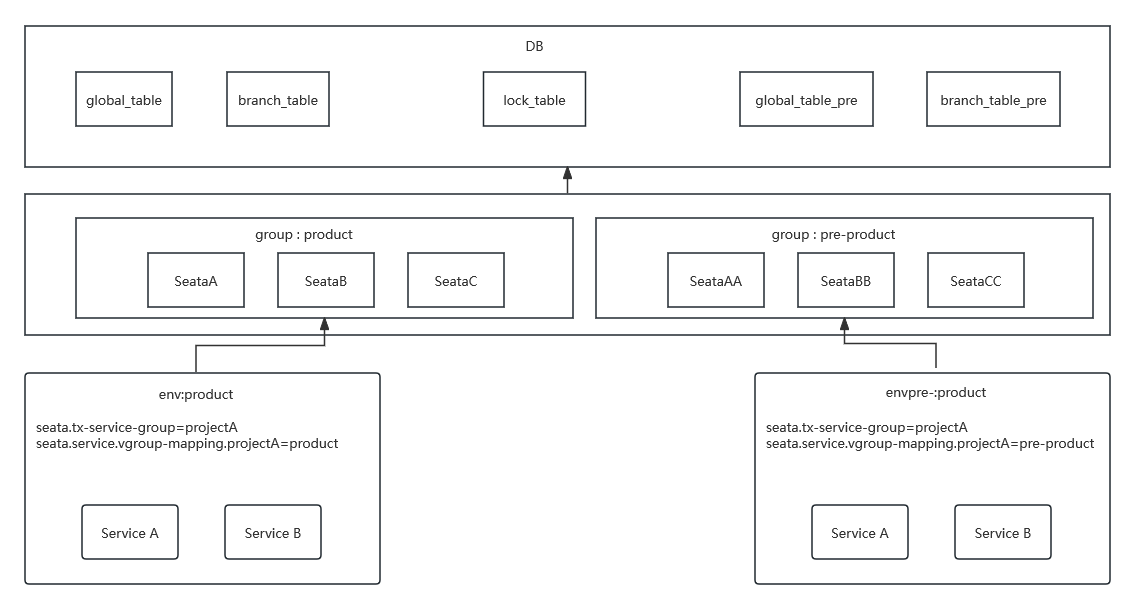 DB
global_table
branch_table
lock_table
global_table_pre
branch_table_pre
group : product
SeataA
SeataB
SeataC
group : pre-product
SeataAA
SeataBB
SeataCC
env:product
seata.tx-service-group=projectA
seata.service.vgroup-mapping.projectA=product
Service A
Service B
envpre-:product
seata.tx-service-group=projectA
seata.service.vgroup-mapping.projectA=pre-product
Service A
Service B